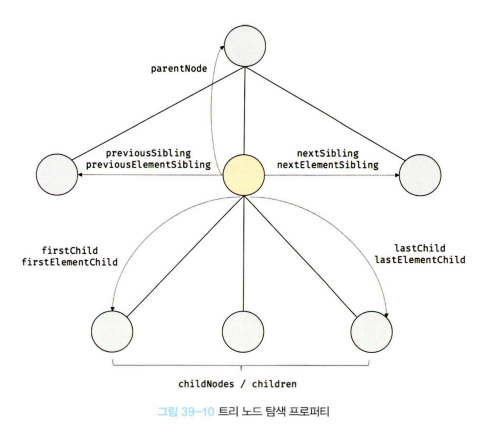 parentNode
previousSibling
previousElementSibling
nextSibling
nextElementSibling
firstChild
firstElementChild
lastChild
lastElementChild
childNodes / children
그림 39-10 트리 노드 탐색 프로퍼티